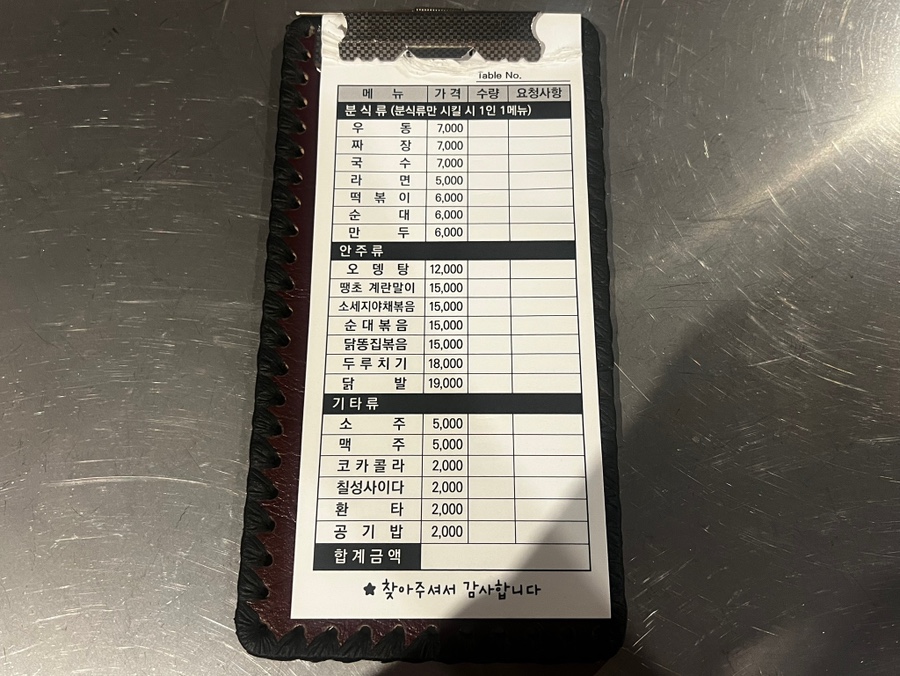 Table No.
메 뉴 가 격 수량 요청사항
분 식 류 (분식류만 시킬 시 1인 1메뉴)
우 동 7,000
짜 장 7,000
국 수 7,000
라 면 5,000
떡 볶 이 6,000
순 대 6,000
만 두 6,000
안 주 류
오 뎅 탕 12,000
땡초 계란말이 15,000
소세지야채볶음 15,000
순 대 볶 음 15,000
닭똥집볶음 15,000
두 루 치 기 18,000
닭 발 19,000
기 타 류
소 주 5,000
맥 주 5,000
코 카 콜 라 2,000
칠성사이다 2,000
환 타 2,000
공 기 밥 2,000
합 계 금 액
★ 찾아주셔서 감사합니다